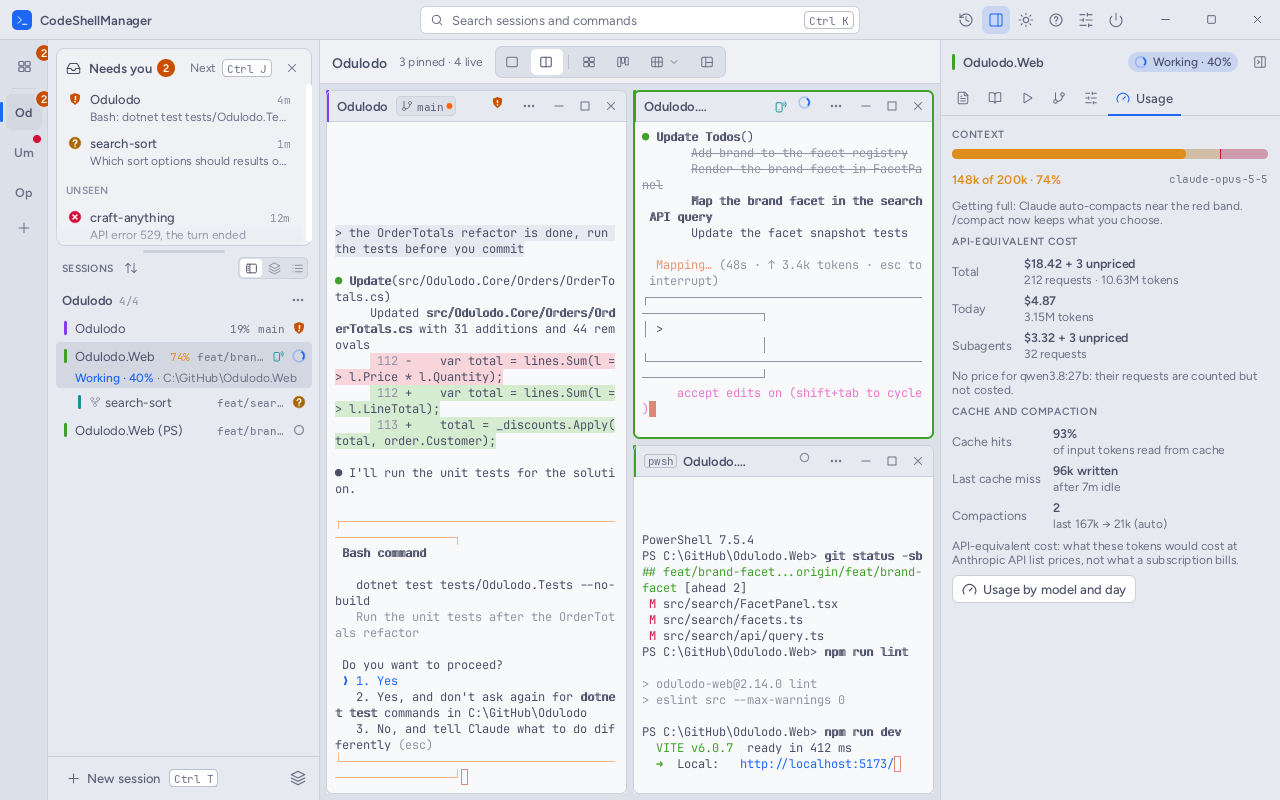 CodeShellManager
Search sessions and commands
Ctrl K
2
2
Od
Um
Op
Needs you 2 Next Ctrl J
Odulodo 4m
Bash: dotnet test tests/Odulodo.Te...
search-sort 1m
Which sort options should results o...
UNSEEN
craft-anything 12m
API error 529, the turn ended
SESSIONS
Odulodo 4/4
Odulodo 19% main
Odulodo.Web 74% feat/bran...
Working · 40% · C:\GitHub\Odulodo.Web
search-sort feat/sear...
Odulodo.Web (PS) feat/bran...
New session Ctrl T
Odulodo 3 pinned · 4 live
Odulodo main
> the OrderTotals refactor is done, run
the tests before you commit
● Update(src/Odulodo.Core/Orders/OrderTo
tals.cs)
Updated src/Odulodo.Core/Orders/Ord
erTotals.cs with 31 additions and 44 rem
ovals
112 - var total = lines.Sum(l =
> l.Price * l.Quantity);
112 + var total = lines.Sum(l =
> l.LineTotal);
113 + total = _discounts.Apply(
total, order.Customer);
● I'll run the unit tests for the soluti
on.
Bash command
dotnet test tests/Odulodo.Tests --no-
build
Run the unit tests after the OrderTot
als refactor
Do you want to proceed?
❯ 1. Yes
2. Yes, and don't ask again for dotne
t test commands in C:\GitHub\Odulodo
3. No, and tell Claude what to do dif
ferently (esc)
Odulodo....
● Update Todos()
Add brand to the facet registry
Render the brand facet in FacetPa
nel
Map the brand facet in the search
API query
Update the facet snapshot tests
Mapping… (48s · ↑ 3.4k tokens · esc to
interrupt)
>
accept edits on (shift+tab to cycle
)
pwsh Odulodo....
PowerShell 7.5.4
PS C:\GitHub\Odulodo.Web> git status -sb
## feat/brand-facet...origin/feat/brand-
facet [ahead 2]
M src/search/FacetPanel.tsx
M src/search/facets.ts
M src/search/api/query.ts
PS C:\GitHub\Odulodo.Web> npm run lint
> odulodo-web@2.14.0 lint
> eslint src --max-warnings 0
PS C:\GitHub\Odulodo.Web> npm run dev
VITE v6.0.7 ready in 412 ms
➜ Local: http://localhost:5173/
Odulodo.Web Working · 40%
Usage
CONTEXT
148k of 200k · 74% claude-opus-5-5
Getting full: Claude auto-compacts near the red band.
/compact now keeps what you choose.
API-EQUIVALENT COST
Total $18.42 + 3 unpriced
212 requests · 10.63M tokens
Today $4.87
3.15M tokens
Subagents $3.32 + 3 unpriced
32 requests
No price for qwen3.8:27b: their requests are counted but
not costed.
CACHE AND COMPACTION
Cache hits 93%
of input tokens read from cache
Last cache miss 96k written
after 7m idle
Compactions 2
last 167k → 21k (auto)
API-equivalent cost: what these tokens would cost at
Anthropic API list prices, not what a subscription bills.
Usage by model and day